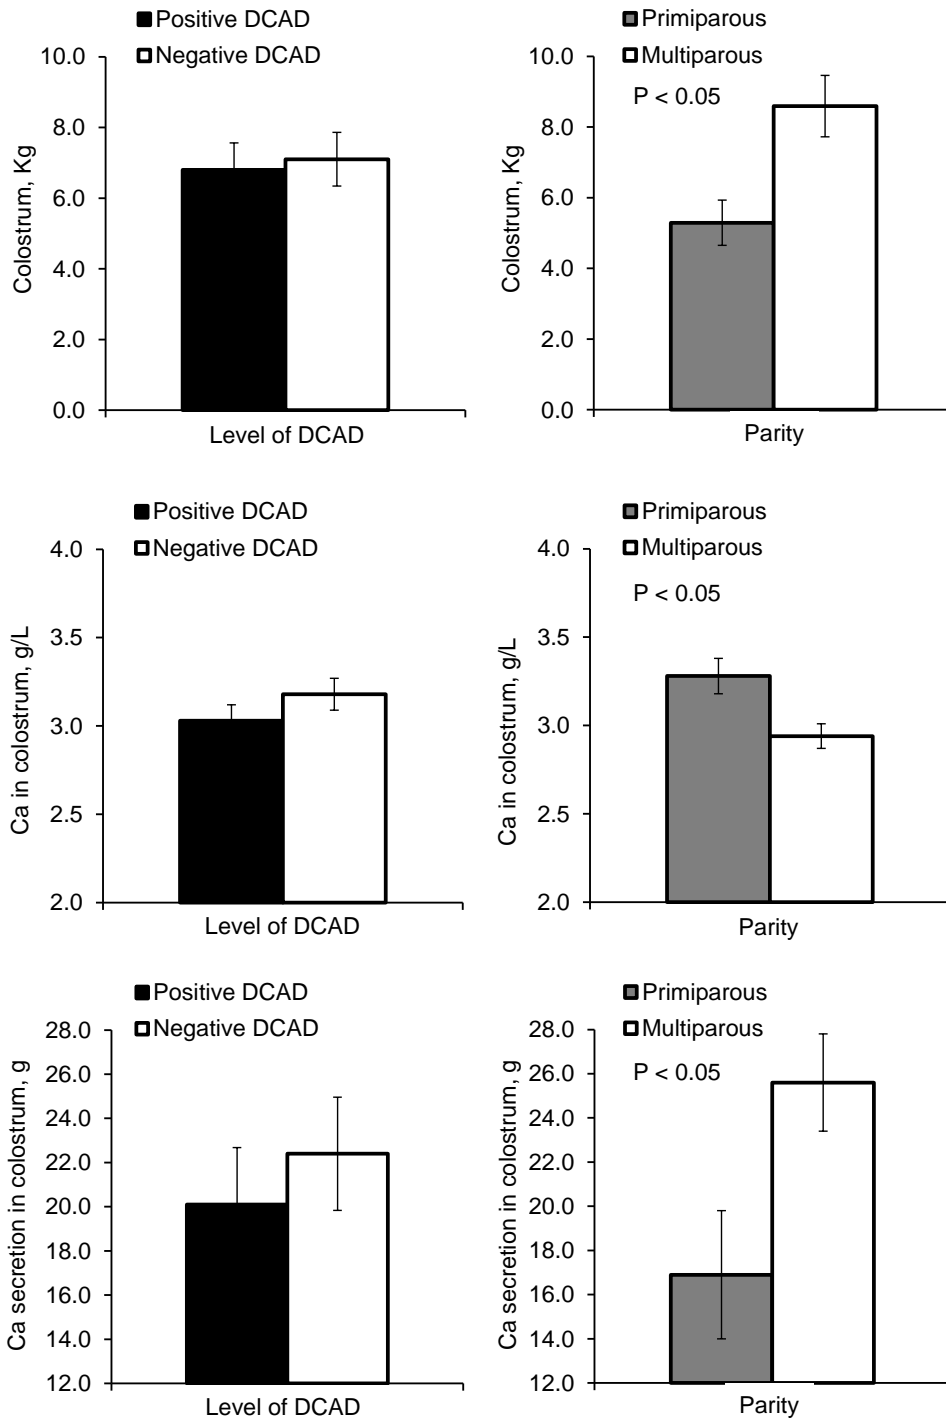 Positive DCAD
Negative DCAD
10.0
8.0
6.0
4.0
2.0
0.0
Colostrum, Kg
Level of DCAD
Primiparous
Multiparous
P < 0.05
10.0
8.0
6.0
4.0
2.0
0.0
Colostrum, Kg
Parity
Positive DCAD
Negative DCAD
4.0
3.5
3.0
2.5
2.0
Ca in colostrum, g/L
Level of DCAD
Primiparous
Multiparous
P < 0.05
4.0
3.5
3.0
2.5
2.0
Ca in colostrum, g/L
Parity
Positive DCAD
Negative DCAD
28.0
26.0
24.0
22.0
20.0
18.0
16.0
14.0
12.0
Ca secretion in colostrum, g
Level of DCAD
Primiparous
Multiparous
P < 0.05
28.0
26.0
24.0
22.0
20.0
18.0
16.0
14.0
12.0
Ca secretion in colostrum, g
Parity